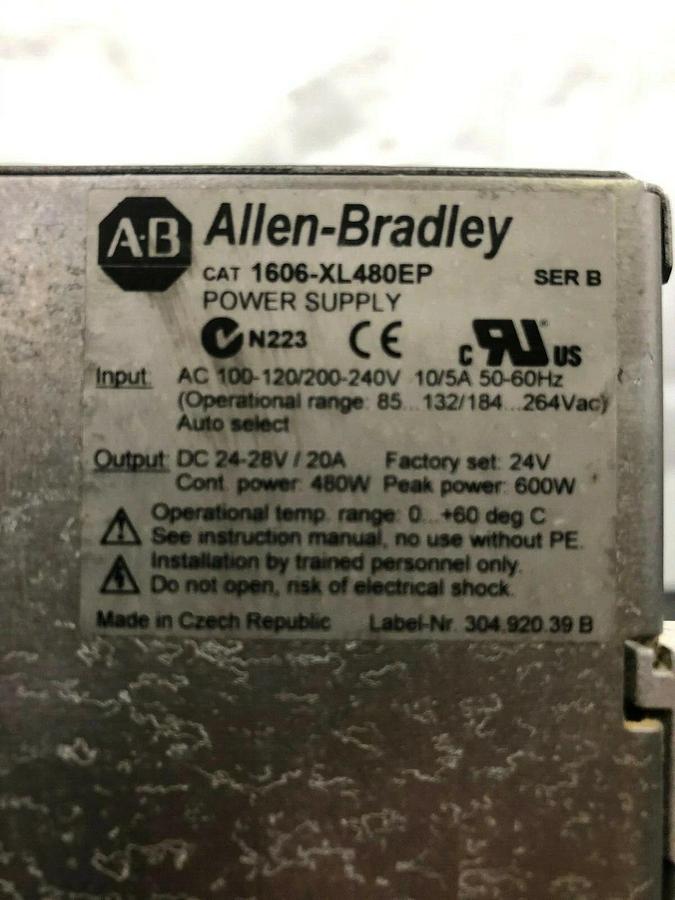 A·B Allen-Bradley
CAT 1606-XL480EP SER B
POWER SUPPLY
N223 CE c RU ® US
Input: AC 100-120/200-240V 10/5A 50-60Hz
(Operational range: 85...132/184...264Vac)
Auto select
Output: DC 24-28V / 20A Factory set: 24V
Cont. power: 480W Peak power: 600W
Operational temp. range: 0...+60 deg C
See instruction manual, no use without PE.
Installation by trained personnel only.
Do not open, risk of electrical shock.
Made in Czech Republic Label-Nr. 304.920.39 B